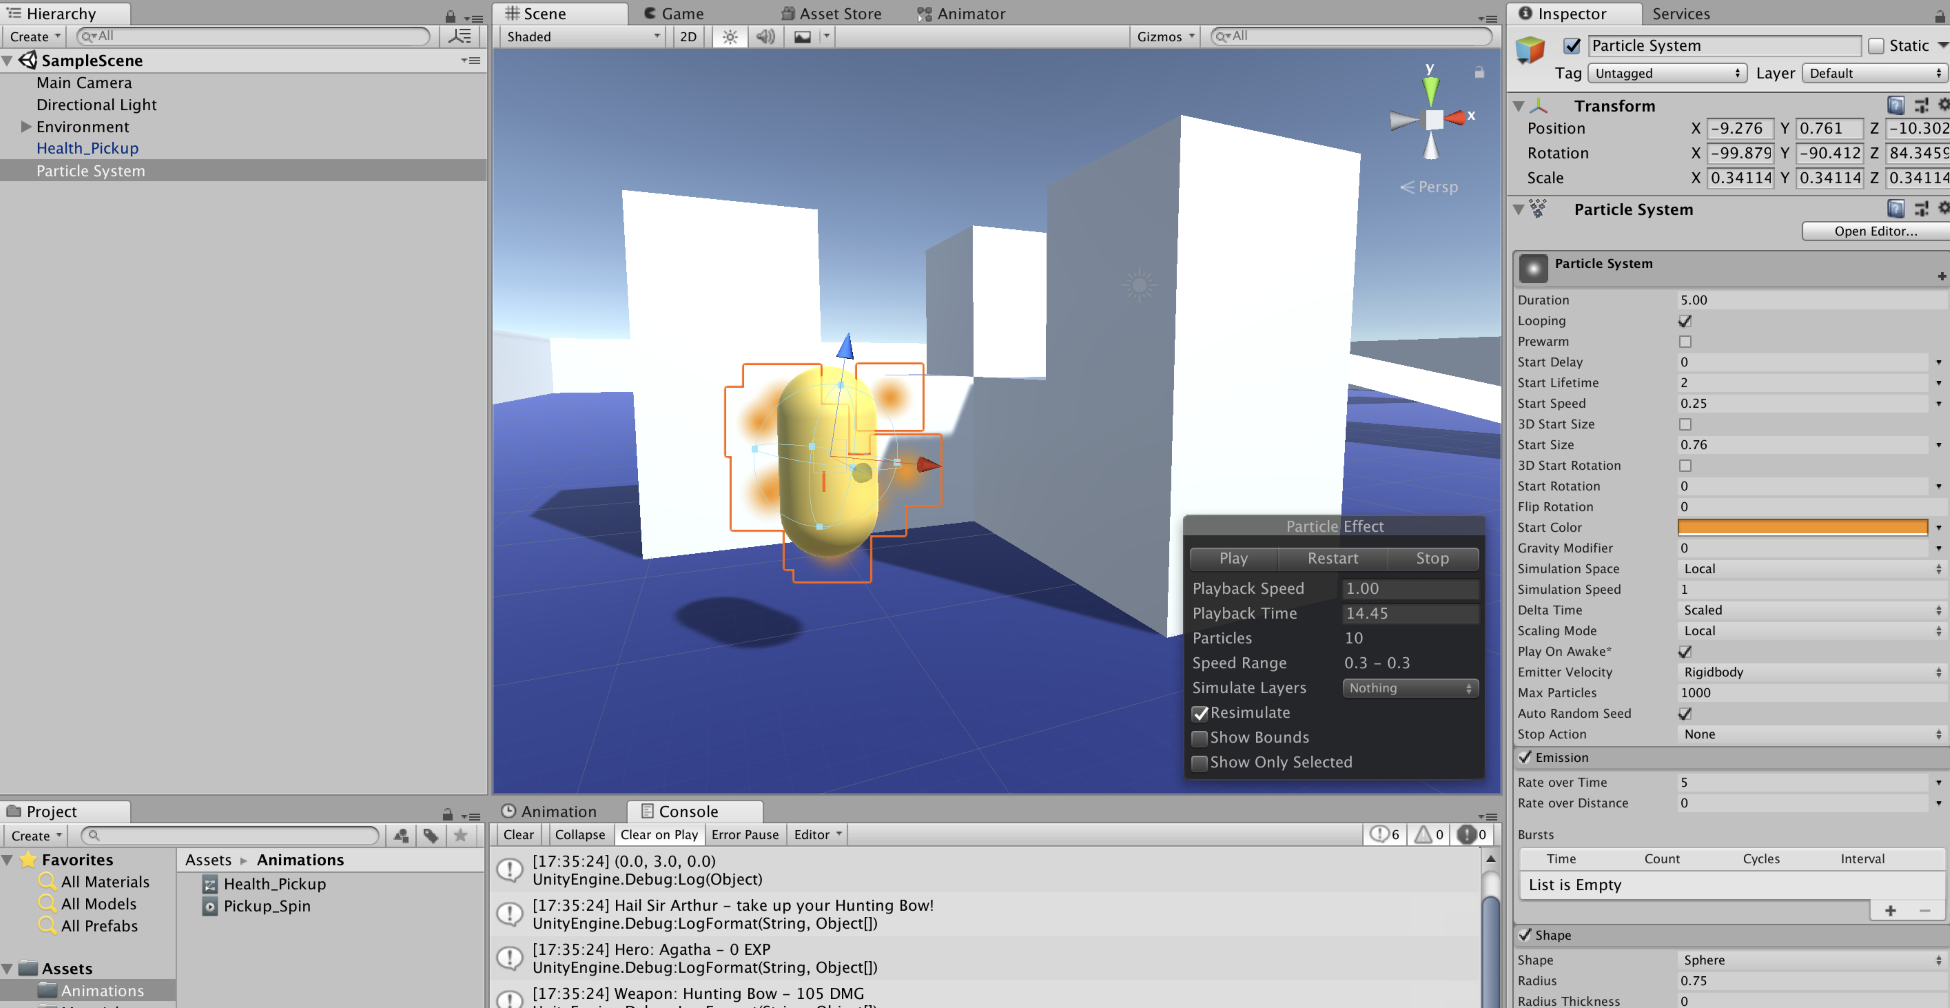 Hierarchy
Create All
SampleScene
Main Camera
Directional Light
Environment
Health_Pickup
Particle System
Scene Game Asset Store Animator
Shaded 2D Gizmos All
y
x
Persp
Particle Effect
Play Restart Stop
Playback Speed 1.00
Playback Time 14.45
Particles 10
Speed Range 0.3 - 0.3
Simulate Layers Nothing
Resimulate
Show Bounds
Show Only Selected
Inspector Services
Particle System Static
Tag Untagged Layer Default
Transform
Position X -9.276 Y 0.761 Z -10.302
Rotation X -99.879 Y -90.412 Z 84.3459
Scale X 0.34114 Y 0.34114 Z 0.34114
Particle System
Open Editor...
Particle System
Duration 5.00
Looping
Prewarm
Start Delay 0
Start Lifetime 2
Start Speed 0.25
3D Start Size
Start Size 0.76
3D Start Rotation
Start Rotation 0
Flip Rotation 0
Start Color
Gravity Modifier 0
Simulation Space Local
Simulation Speed 1
Delta Time Scaled
Scaling Mode Local
Play On Awake*
Emitter Velocity Rigidbody
Max Particles 1000
Auto Random Seed
Stop Action None
Emission
Rate over Time 5
Rate over Distance 0
Bursts
Time Count Cycles Interval
List is Empty
Shape
Shape Sphere
Radius 0.75
Radius Thickness 0
Project
Create
Favorites
All Materials
All Models
All Prefabs
Assets
Animations
Assets Animations
Health_Pickup
Pickup_Spin
Animation Console
Clear Collapse Clear on Play Error Pause Editor 6 0 0
[17:35:24] (0.0, 3.0, 0.0)
UnityEngine.Debug:Log(Object)
[17:35:24] Hail Sir Arthur - take up your Hunting Bow!
UnityEngine.Debug:LogFormat(String, Object[])
[17:35:24] Hero: Agatha - 0 EXP
UnityEngine.Debug:LogFormat(String, Object[])
[17:35:24] Weapon: Hunting Bow - 105 DMG